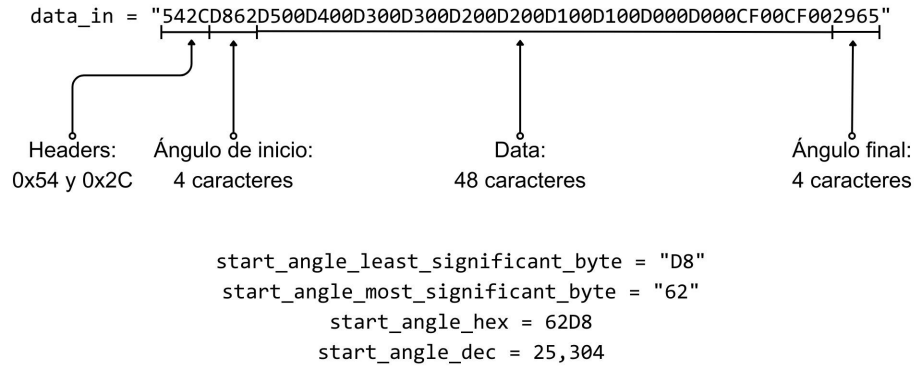 data_in = "542CD862D500D400D300D300D200D200D100D100D000D000CF00CF002965"
Headers:
0x54 y 0x2C
Ángulo de inicio:
4 caracteres
Data:
48 caracteres
Ángulo final:
4 caracteres
start_angle_least_significant_byte = "D8"
start_angle_most_significant_byte = "62"
start_angle_hex = 62D8
start_angle_dec = 25,304